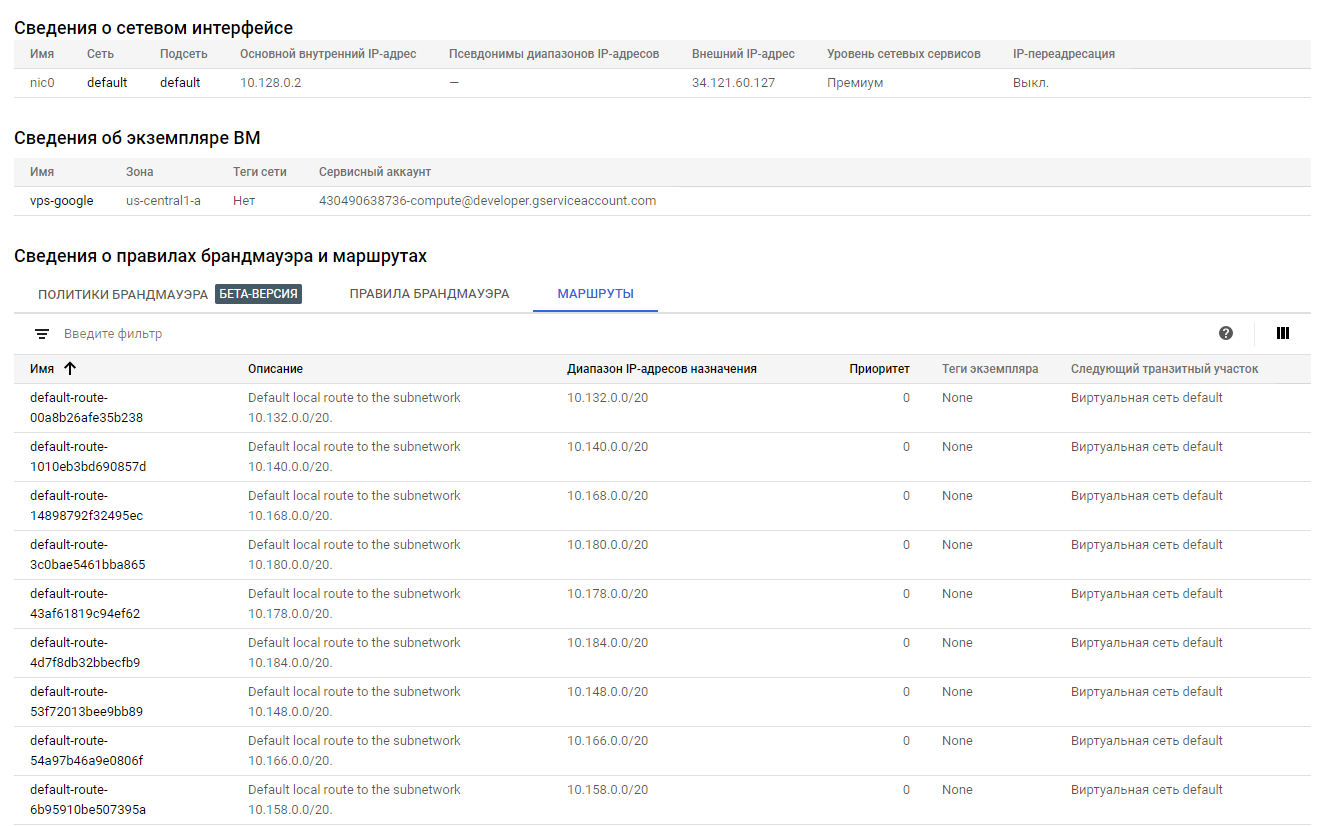 Сведения о сетевом интерфейсе
Имя Сеть Подсеть Основной внутренний IP-адрес Псевдонимы диапазонов IP-адресов Внешний IP-адрес Уровень сетевых сервисов IP-переадресация
nic0 default default 10.128.0.2 — 34.121.60.127 Премиум Выкл.
Сведения об экземпляре ВМ
Имя Зона Теги сети Сервисный аккаунт
vps-google us-central1-a Нет 430490638736-compute@developer.gserviceaccount.com
Сведения о правилах брандмауэра и маршрутах
ПОЛИТИКИ БРАНДМАУЭРА БЕТА-ВЕРСИЯ ПРАВИЛА БРАНДМАУЭРА МАРШРУТЫ
Введите фильтр
Имя Описание Диапазон IP-адресов назначения Приоритет Теги экземпляра Следующий транзитный участок
default-route- Default local route to the subnetwork 10.132.0.0/20 0 None Виртуальная сеть default
00a8b26afe35b238 10.132.0.0/20.
default-route- Default local route to the subnetwork 10.140.0.0/20 0 None Виртуальная сеть default
1010eb3bd690857d 10.140.0.0/20.
default-route- Default local route to the subnetwork 10.168.0.0/20 0 None Виртуальная сеть default
14898792f32495ec 10.168.0.0/20.
default-route- Default local route to the subnetwork 10.180.0.0/20 0 None Виртуальная сеть default
3c0bae5461bba865 10.180.0.0/20.
default-route- Default local route to the subnetwork 10.178.0.0/20 0 None Виртуальная сеть default
43af61819c94ef62 10.178.0.0/20.
default-route- Default local route to the subnetwork 10.184.0.0/20 0 None Виртуальная сеть default
4d7f8db32bbecfb9 10.184.0.0/20.
default-route- Default local route to the subnetwork 10.148.0.0/20 0 None Виртуальная сеть default
53f72013bee9bb89 10.148.0.0/20.
default-route- Default local route to the subnetwork 10.166.0.0/20 0 None Виртуальная сеть default
54a97b46a9e0806f 10.166.0.0/20.
default-route- Default local route to the subnetwork 10.158.0.0/20 0 None Виртуальная сеть default
6b95910be507395a 10.158.0.0/20.